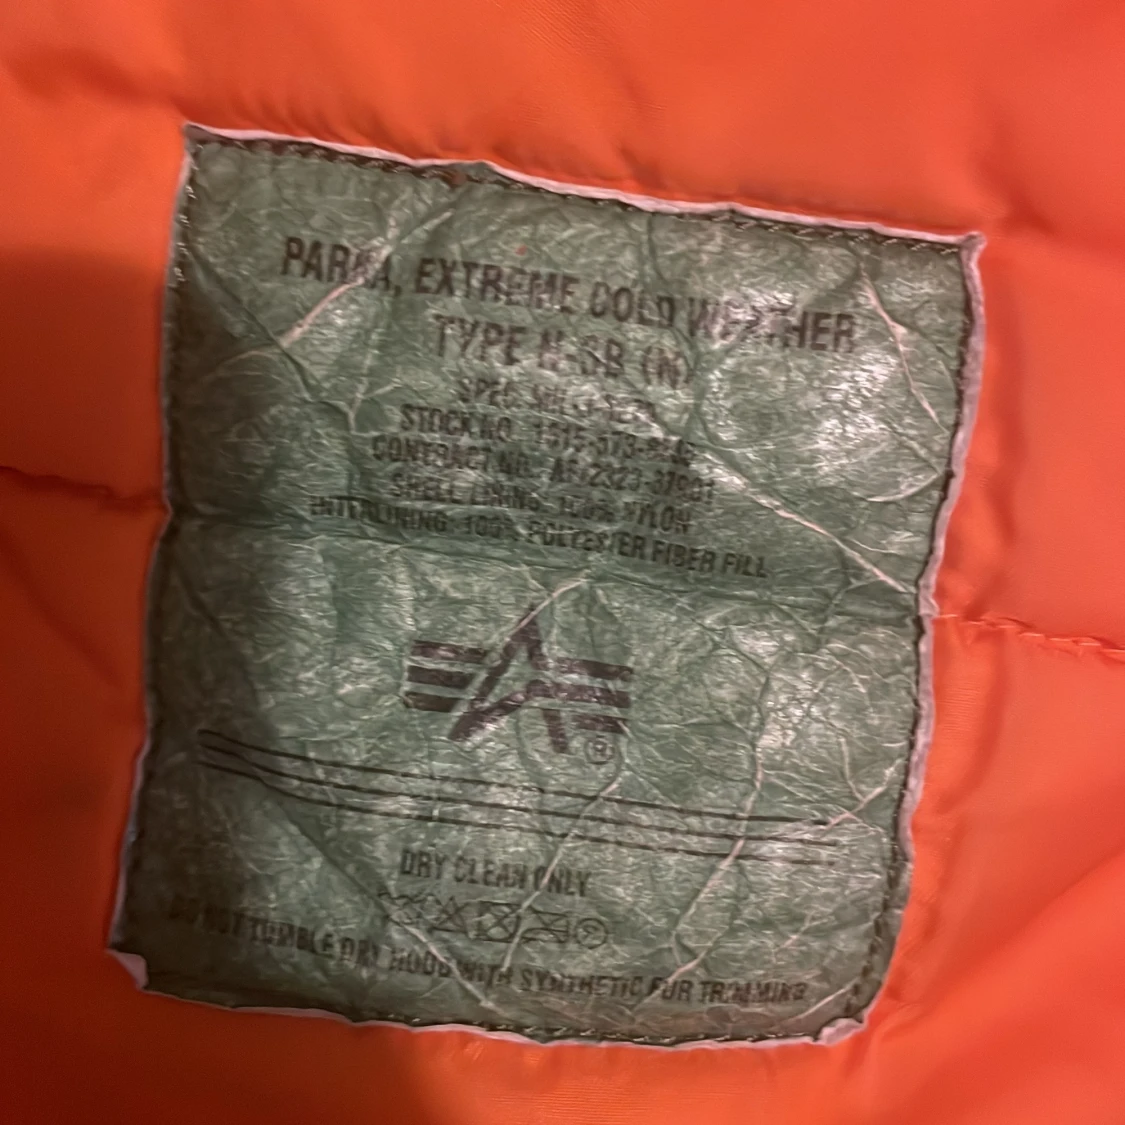 PARKA, EXTREME COLD WEATHER
TYPE N-3B (N)
SPEC.
STOCK NO.
CONTRACT NO.
SHELL LINING: 100% NYLON
INTERLINING: 100% POLYESTER FIBER FILL
®
DRY CLEAN ONLY
DO NOT TUMBLE DRY HOOD WITH SYNTHETIC FUR TRIMMING